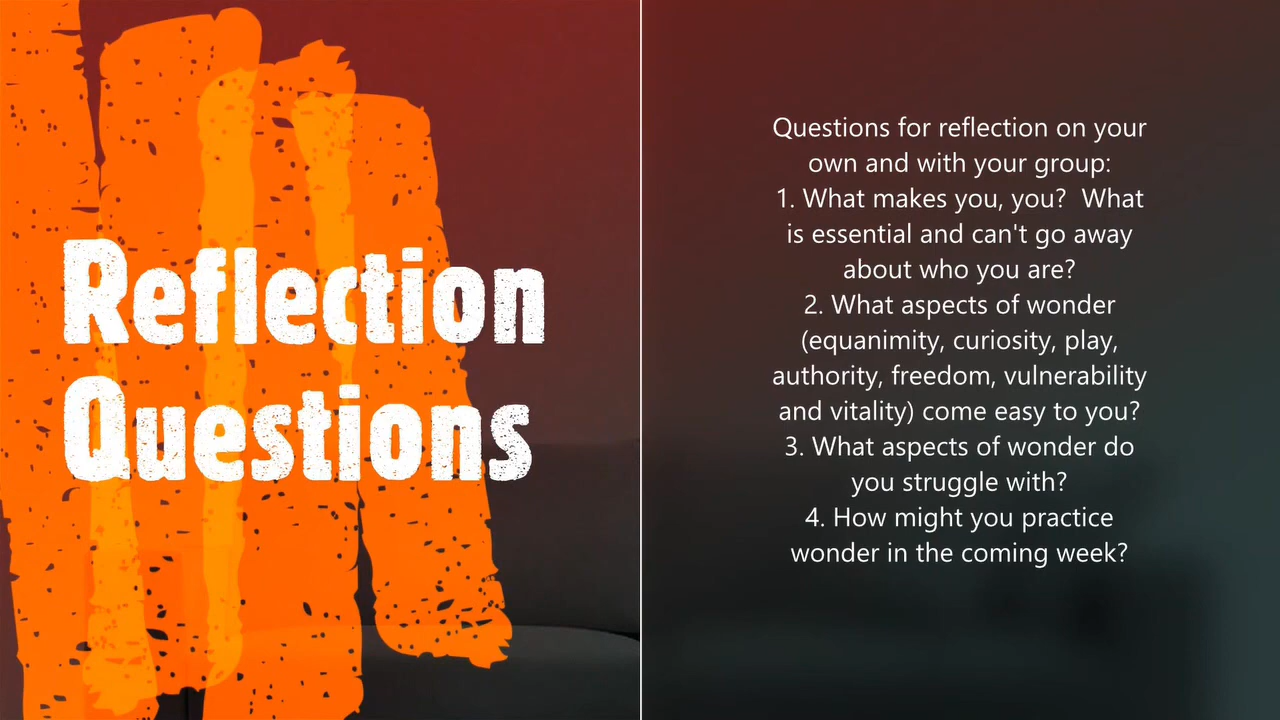 Reflection
Questions
Questions for reflection on your
own and with your group:
1. What makes you, you?  What
is essential and can't go away
about who you are?
2. What aspects of wonder
(equanimity, curiosity, play,
authority, freedom, vulnerability
and vitality) come easy to you?
3. What aspects of wonder do
you struggle with?
4. How might you practice
wonder in the coming week?